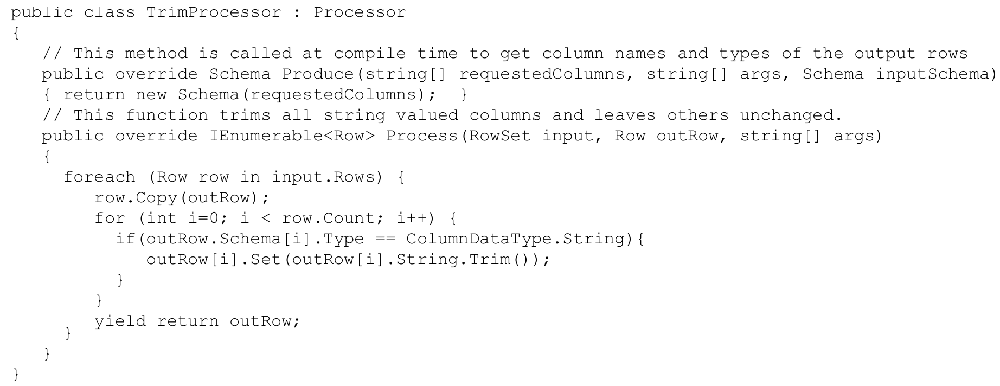 public class TrimProcessor : Processor
{
// This method is called at compile time to get column names and types of the output rows
public override Schema Produce(string[] requestedColumns, string[] args, Schema inputSchema)
{ return new Schema(requestedColumns);  }
// This function trims all string valued columns and leaves others unchanged.
public override IEnumerable<Row> Process(RowSet input, Row outRow, string[] args)
{
foreach (Row row in input.Rows) {
row.Copy(outRow);
for (int i=0; i < row.Count; i++) {
if(outRow.Schema[i].Type == ColumnDataType.String){
outRow[i].Set(outRow[i].String.Trim());
}
}
yield return outRow;
}
}
}